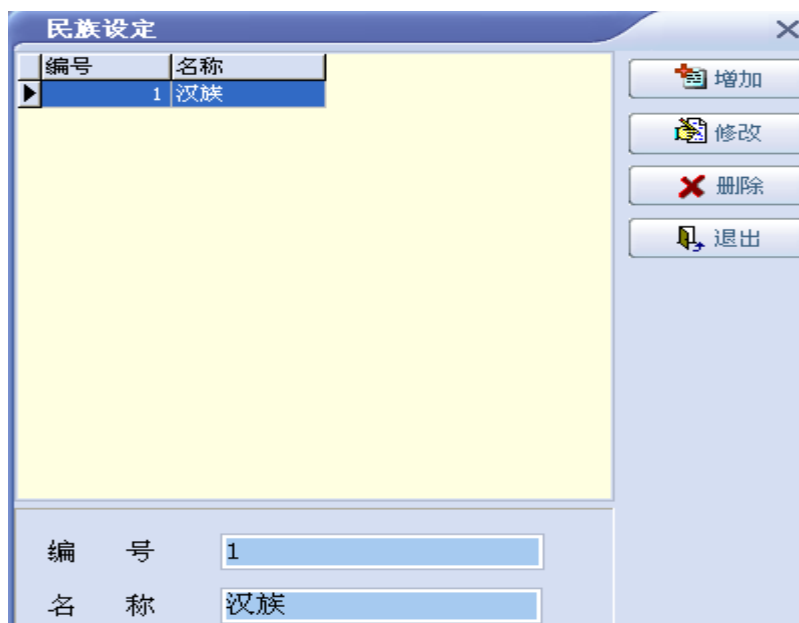 民族设定
编号 名称
1 汉族
增加
修改
删除
退出
编 号 1
名 称 汉族